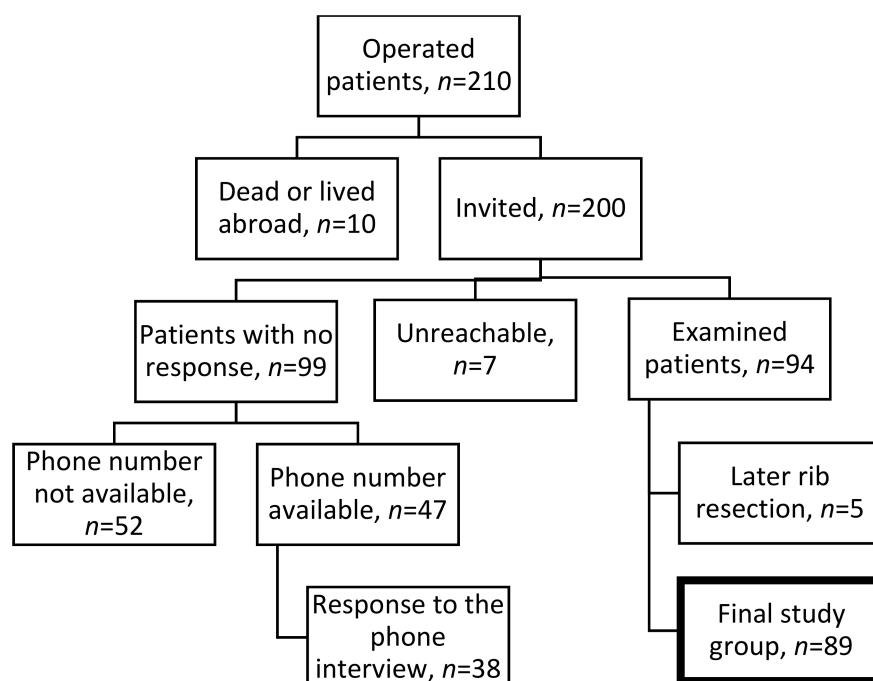 Operated
patients, n=210
Dead or lived
abroad, n=10
Invited, n=200
Patients with no
response, n=99
Unreachable,
n=7
Examined
patients, n=94
Phone number
not available,
n=52
Phone number
available, n=47
Later rib
resection, n=5
Response to the
phone
interview, n=38
Final study
group, n=89